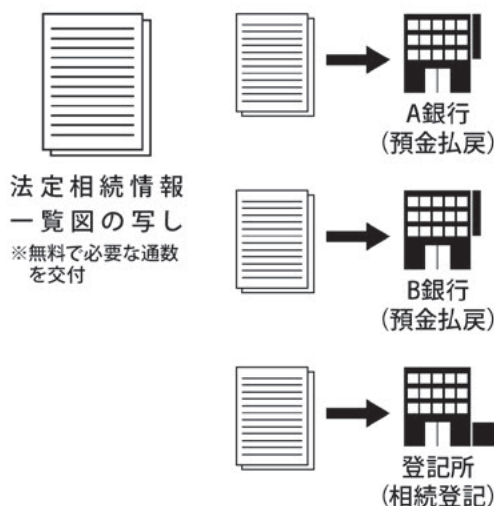 法定相続情報
一覧図の写し
※無料で必要な通数
を交付
A銀行
(預金払戻)
B銀行
(預金払戻)
登記所
(相続登記)